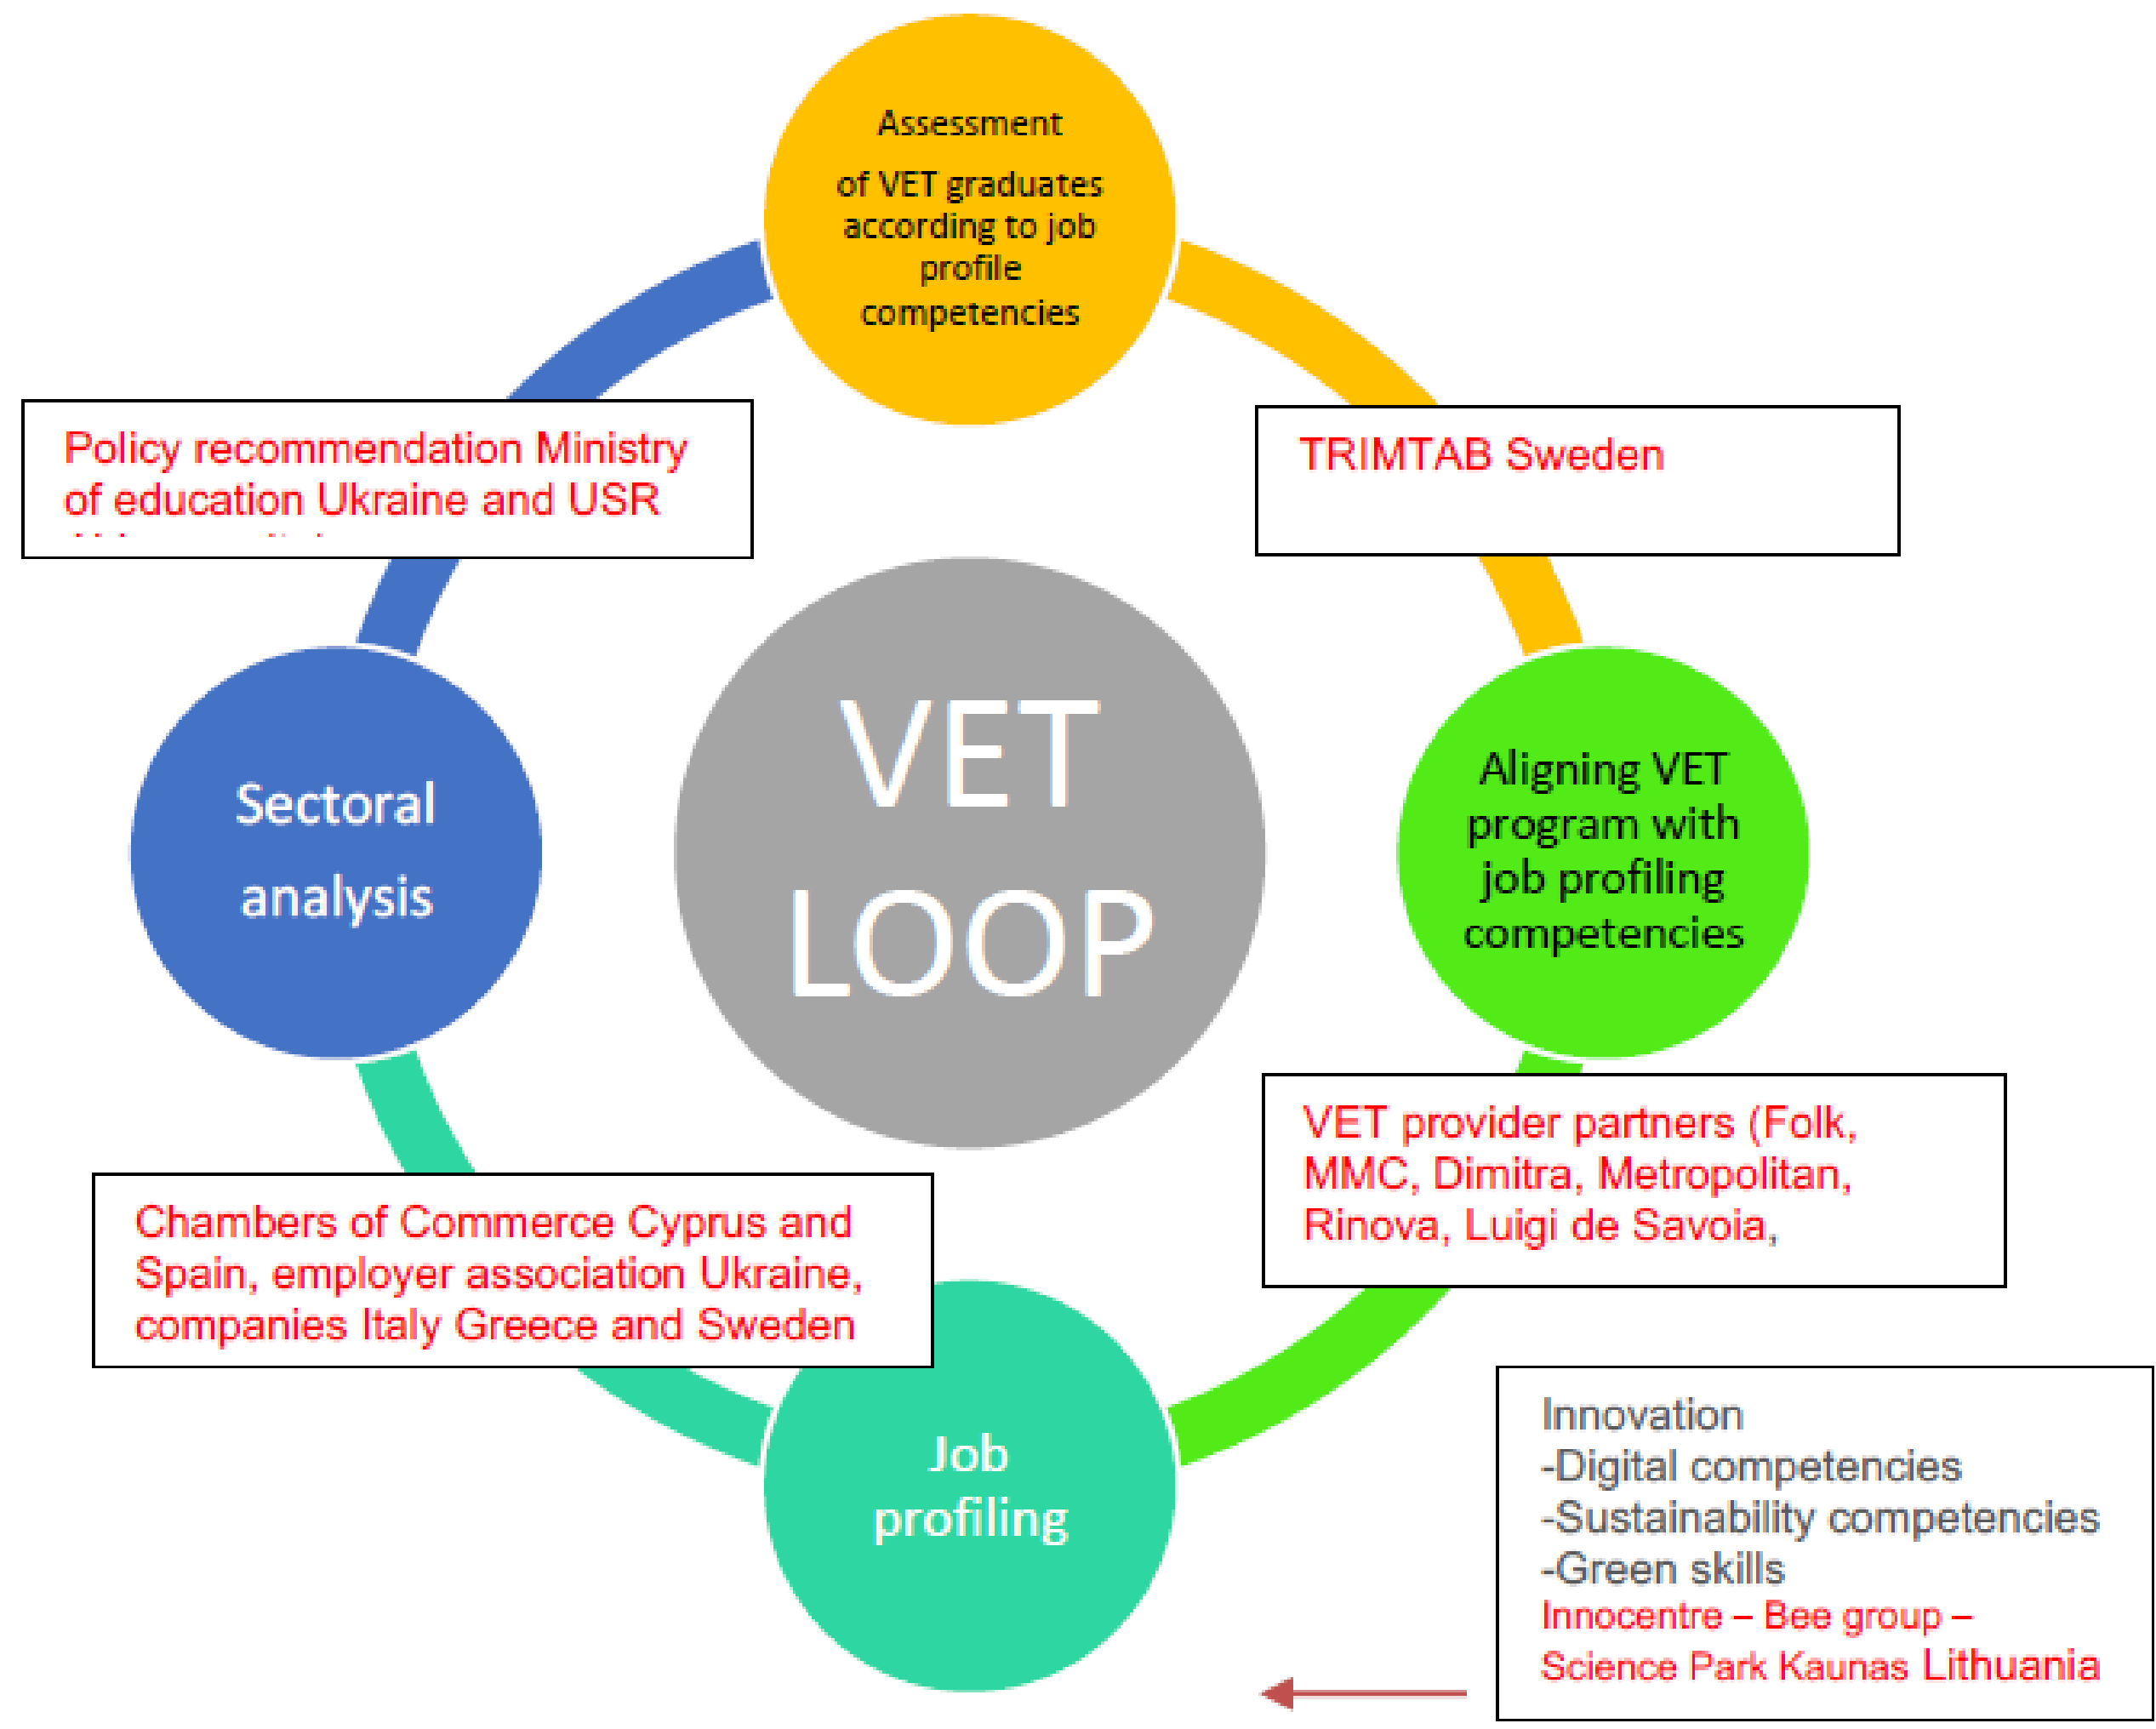 Assessment
of VET graduates
according to job
profile
competencies
Policy recommendation Ministry
of education Ukraine and USR
TRIMTAB Sweden
VET
LOOP
Sectoral
analysis
Aligning VET
program with
job profiling
competencies
VET provider partners (Folk,
MMC, Dimitra, Metropolitan,
Rinova, Luigi de Savoia,
Chambers of Commerce Cyprus and
Spain, employer association Ukraine,
companies Italy Greece and Sweden
Job
profiling
Innovation
-Digital competencies
-Sustainability competencies
-Green skills
Innocentre – Bee group –
Science Park Kaunas Lithuania